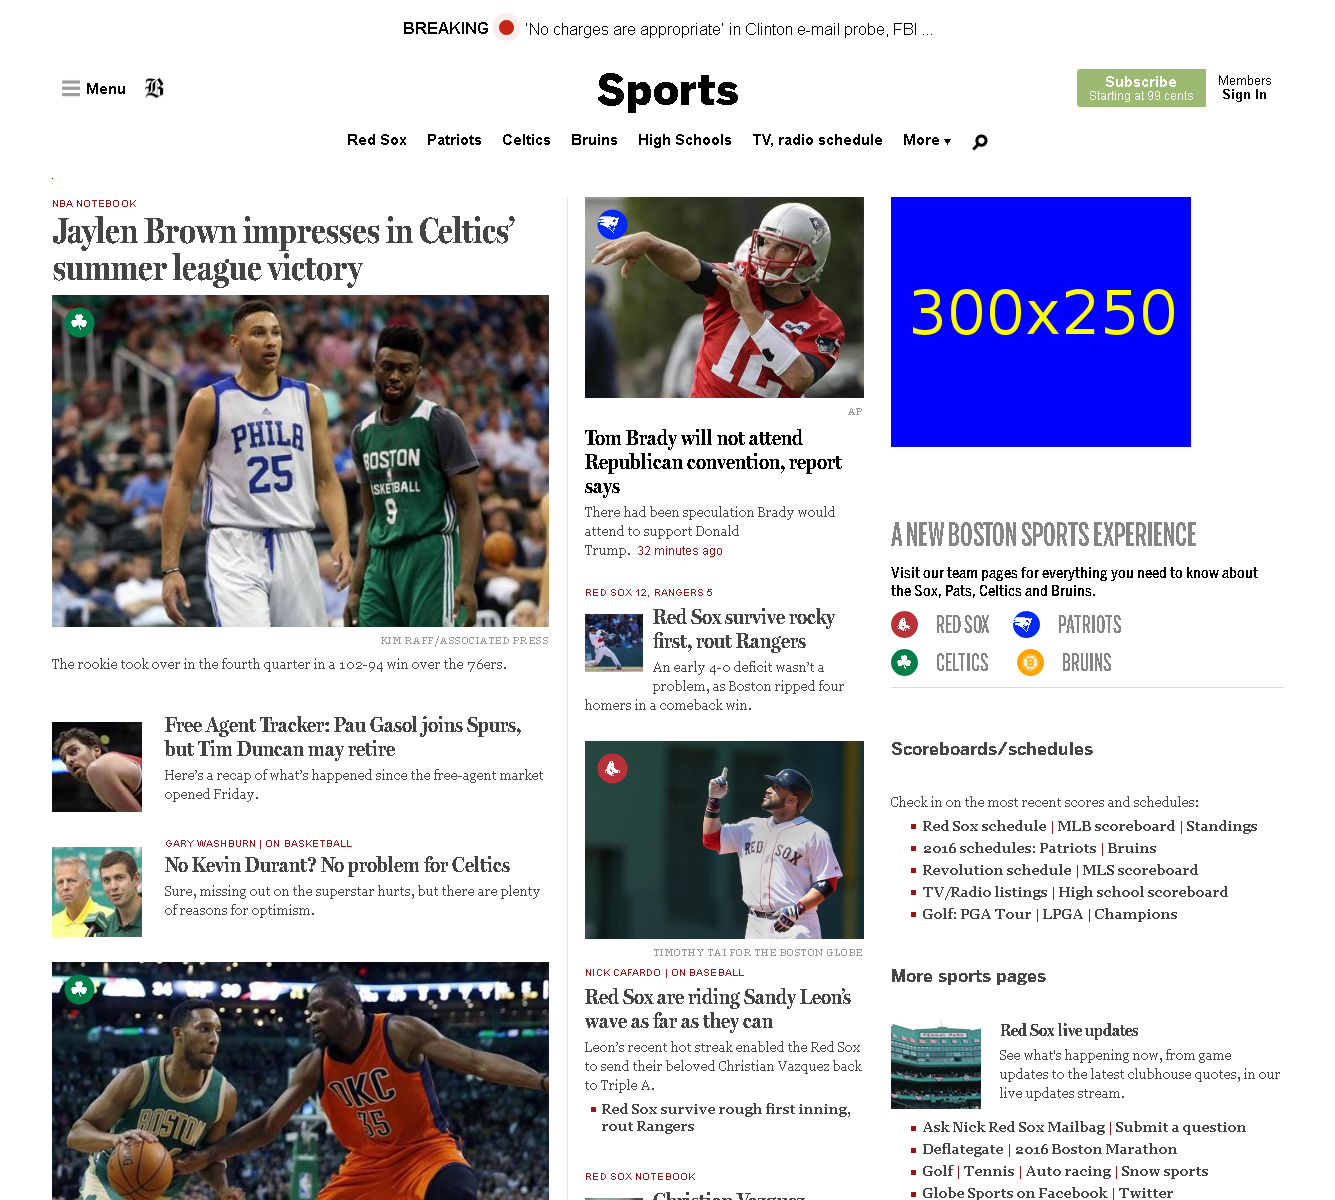 BREAKING 'No charges are appropriate' in Clinton e-mail probe, FBI ...
Menu
B
Sports
Subscribe
Starting at 99 cents
Members
Sign In
Red Sox Patriots Celtics Bruins High Schools TV, radio schedule More
NBA NOTEBOOK
Jaylen Brown impresses in Celtics'
summer league victory
PHILA
25
BOSTON
BASKETBALL
9
KIM RAFF/ASSOCIATED PRESS
The rookie took over in the fourth quarter in a 102-94 win over the 76ers.
Free Agent Tracker: Pau Gasol joins Spurs,
but Tim Duncan may retire
Here's a recap of what's happened since the free-agent market
opened Friday.
GARY WASHBURN | ON BASKETBALL
No Kevin Durant? No problem for Celtics
Sure, missing out on the superstar hurts, but there are plenty
of reasons for optimism.
BOSTON
OKC
35
12
AP
Tom Brady will not attend
Republican convention, report
says
There had been speculation Brady would
attend to support Donald
Trump. 32 minutes ago
RED SOX 12, RANGERS 5
Red Sox survive rocky
first, rout Rangers
An early 4-0 deficit wasn't a
problem, as Boston ripped four
homers in a comeback win.
RED SOX
TIMOTHY TAI FOR THE BOSTON GLOBE
NICK CAFARDO | ON BASEBALL
Red Sox are riding Sandy Leon's
wave as far as they can
Leon's recent hot streak enabled the Red Sox
to send their beloved Christian Vazquez back
to Triple A.
Red Sox survive rough first inning,
rout Rangers
RED SOX NOTEBOOK
Christian Vazquez
300x250
A NEW BOSTON SPORTS EXPERIENCE
Visit our team pages for everything you need to know about
the Sox, Pats, Celtics and Bruins.
RED SOX PATRIOTS
CELTICS BRUINS
Scoreboards/schedules
Check in on the most recent scores and schedules:
Red Sox schedule | MLB scoreboard | Standings
2016 schedules: Patriots | Bruins
Revolution schedule | MLS scoreboard
TV/Radio listings | High school scoreboard
Golf: PGA Tour | LPGA | Champions
More sports pages
FENWAY PARK
Red Sox live updates
See what's happening now, from game
updates to the latest clubhouse quotes, in our
live updates stream.
Ask Nick Red Sox Mailbag | Submit a question
Deflategate | 2016 Boston Marathon
Golf | Tennis | Auto racing | Snow sports
Globe Sports on Facebook | Twitter